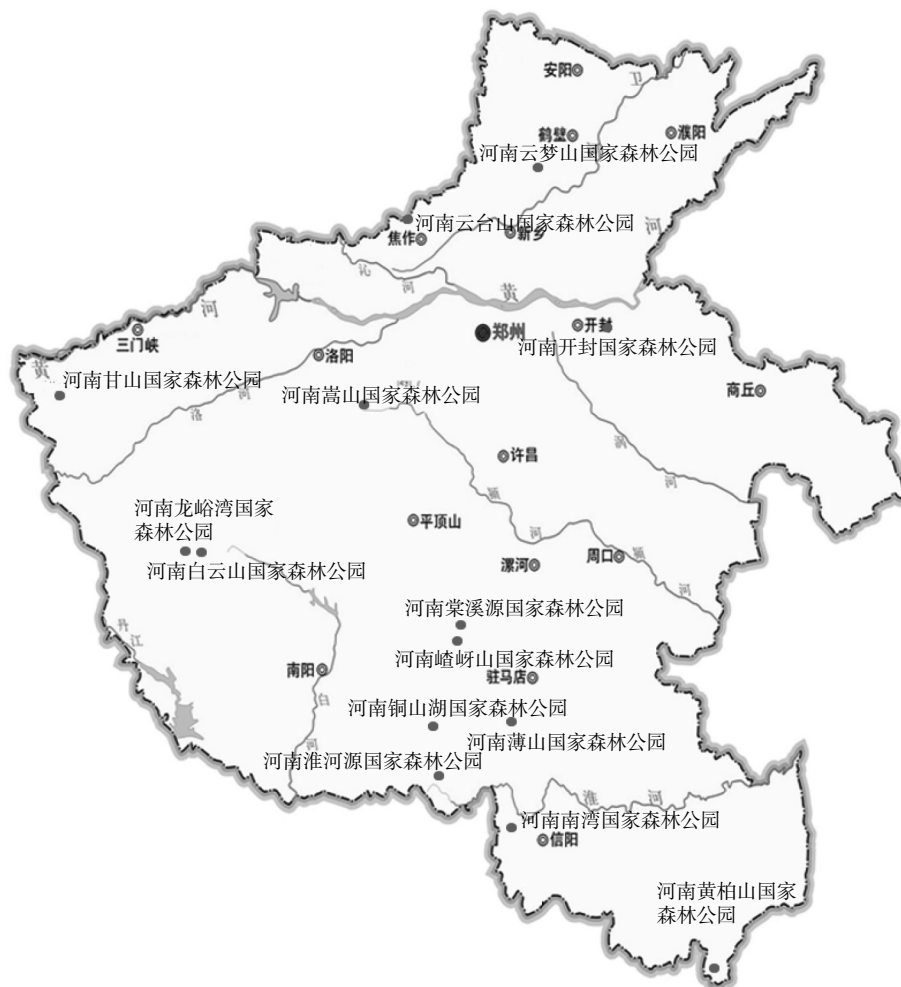 安阳
卫
鹤壁
濮阳
河南云梦山国家森林公园
河南云台山国家森林公园
焦作
新乡
河
沁
河
黄
河
三门峡
郑州
开封
洛阳
河南开封国家森林公园
黄
河南甘山国家森林公园
河南嵩山国家森林公园
商丘
河
洛
许昌
涡
河
河南龙峪湾国家
森林公园
平顶山
颍
河
河南白云山国家森林公园
漯河
周口
颍
河
河南棠溪源国家森林公园
丹
江
河南嵖岈山国家森林公园
南阳
驻马店
白
河南铜山湖国家森林公园
河南薄山国家森林公园
河
河南淮河源国家森林公园
淮
河
河南南湾国家森林公园
信阳
河南黄柏山国家
森林公园